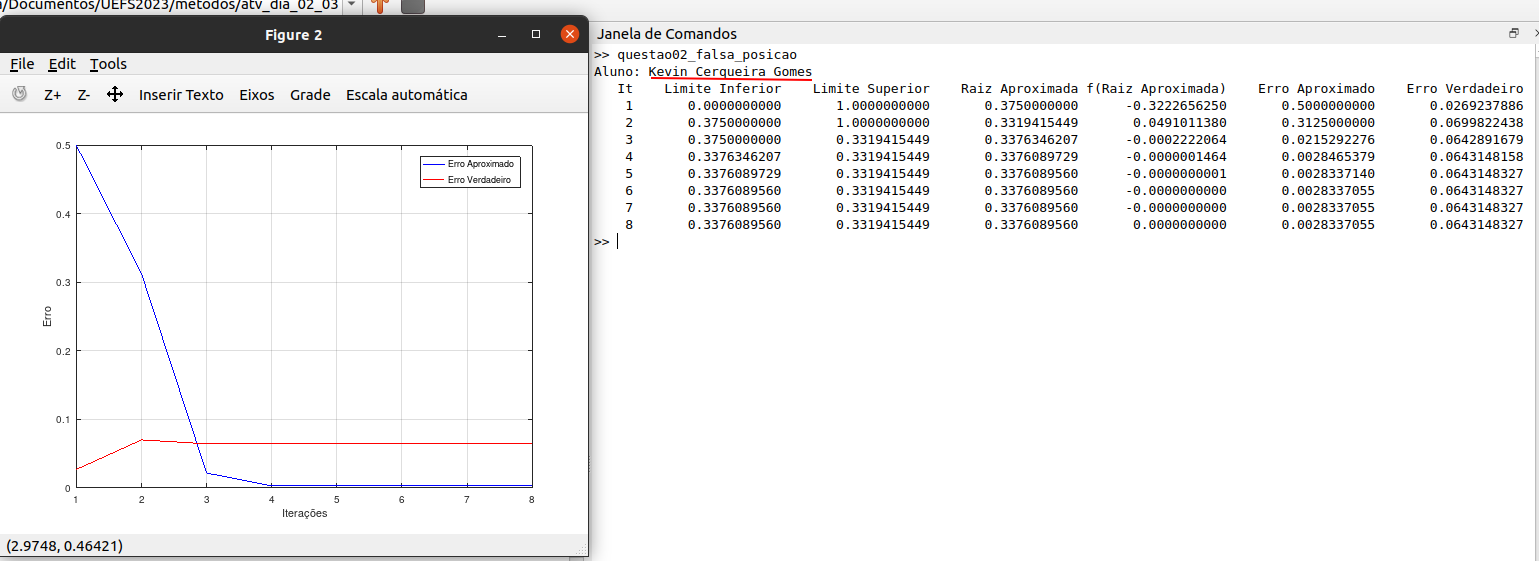 /Documentos/UEFS2023/metodos/atv_dia_02_03
Figure 2
File Edit Tools
Z+ Z- Inserir Texto Eixos Grade Escala automática
0.5
0.4
0.3
0.2
0.1
0
Erro
Erro Aproximado
Erro Verdadeiro
1 2 3 4 5 6 7 8
Iterações
(2.9748, 0.46421)
Janela de Comandos
>> questao02_falsa_posicao
Aluno: Kevin Cerqueira Gomes
It Limite Inferior Limite Superior Raiz Aproximada f(Raiz Aproximada) Erro Aproximado Erro Verdadeiro
1 0.0000000000 1.0000000000 0.3750000000 -0.3222656250 0.5000000000 0.0269237886
2 0.3750000000 1.0000000000 0.3319415449 0.0491011380 0.3125000000 0.0699822438
3 0.3750000000 0.3319415449 0.3376346207 -0.0002222064 0.0215292276 0.0642891679
4 0.3376346207 0.3319415449 0.3376089729 -0.0000001464 0.0028465379 0.0643148158
5 0.3376089729 0.3319415449 0.3376089560 -0.0000000001 0.0028337140 0.0643148327
6 0.3376089560 0.3319415449 0.3376089560 -0.0000000000 0.0028337055 0.0643148327
7 0.3376089560 0.3319415449 0.3376089560 -0.0000000000 0.0028337055 0.0643148327
8 0.3376089560 0.3319415449 0.3376089560 0.0000000000 0.0028337055 0.0643148327
>>